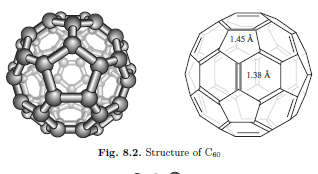 1.45 Å
1.38 Å
Fig. 8.2. Structure of C₆₀